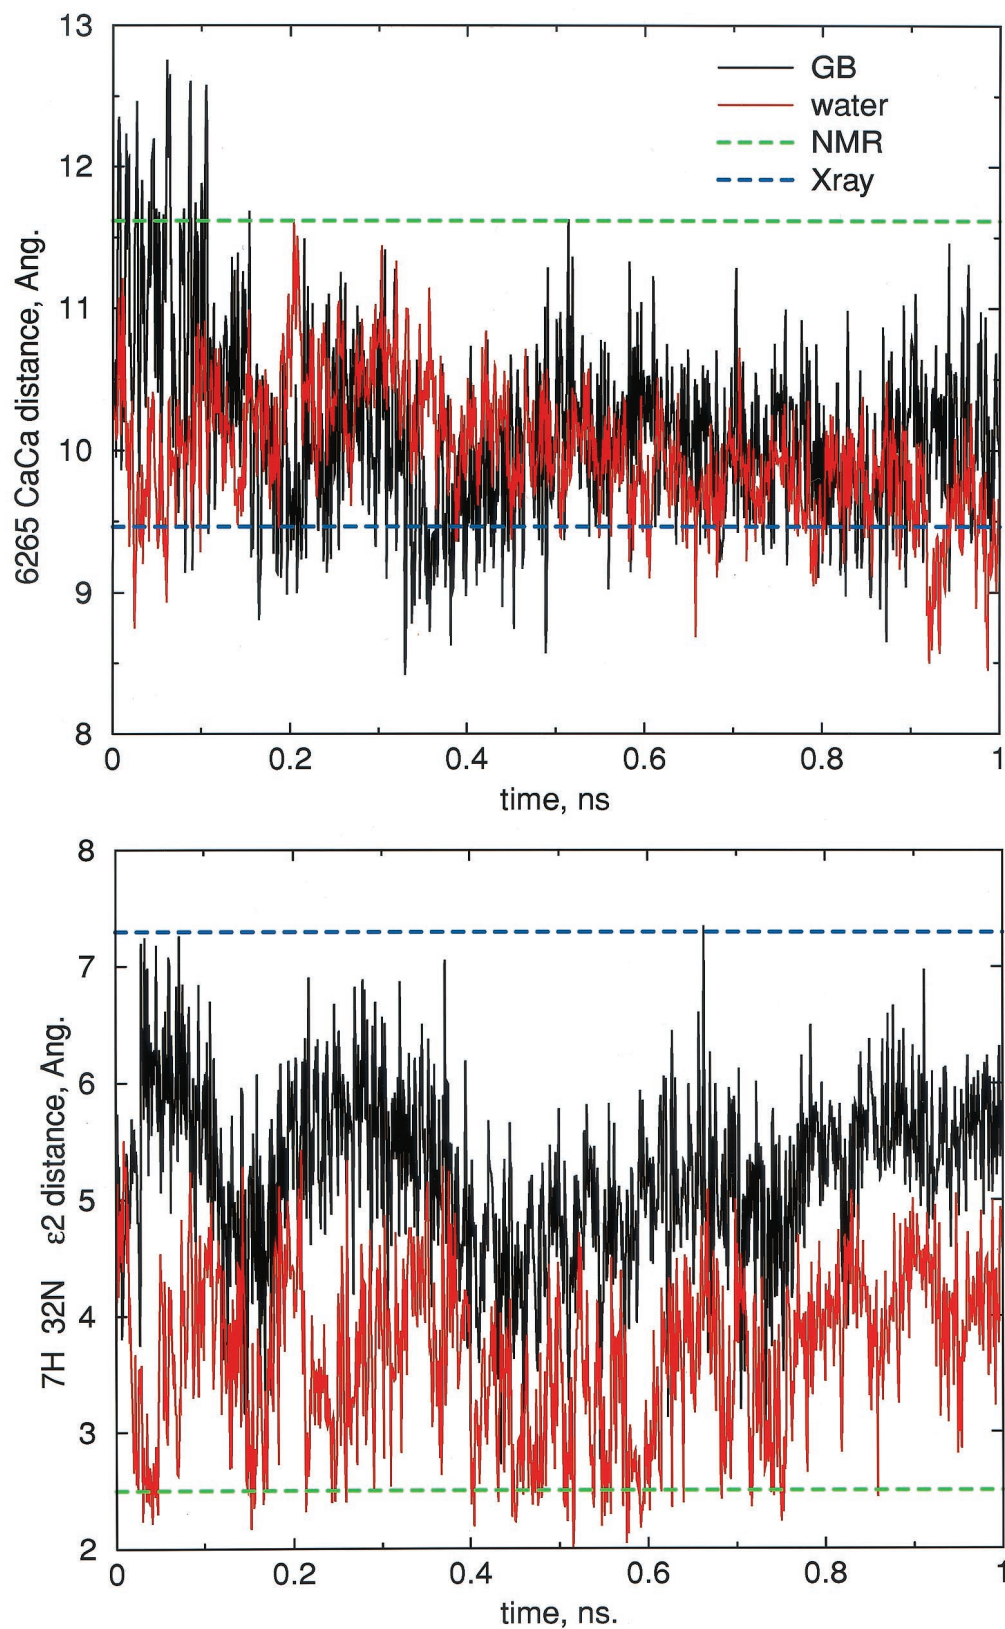 13
12
11
10
9
8
6265 CaCa distance, Ang.
GB
water
NMR
Xray
0 0.2 0.4 0.6 0.8 1
time, ns
8
7
6
5
4
3
2
7H 32N ε2 distance, Ang.
0 0.2 0.4 0.6 0.8 1
time, ns.